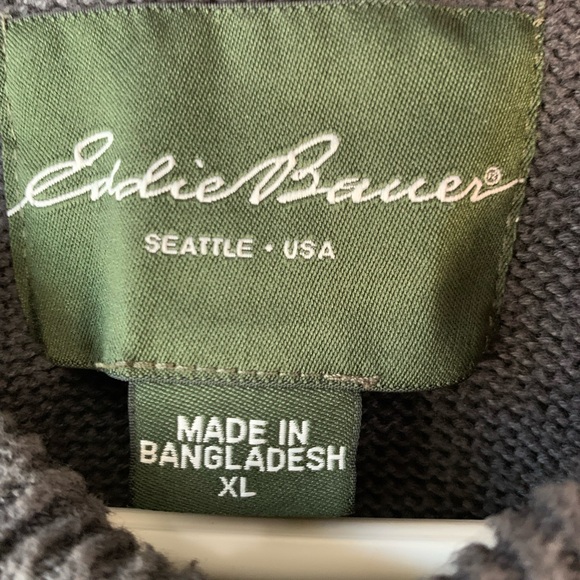 Eddie Bauer®
SEATTLE • USA
MADE IN
BANGLADESH
XL